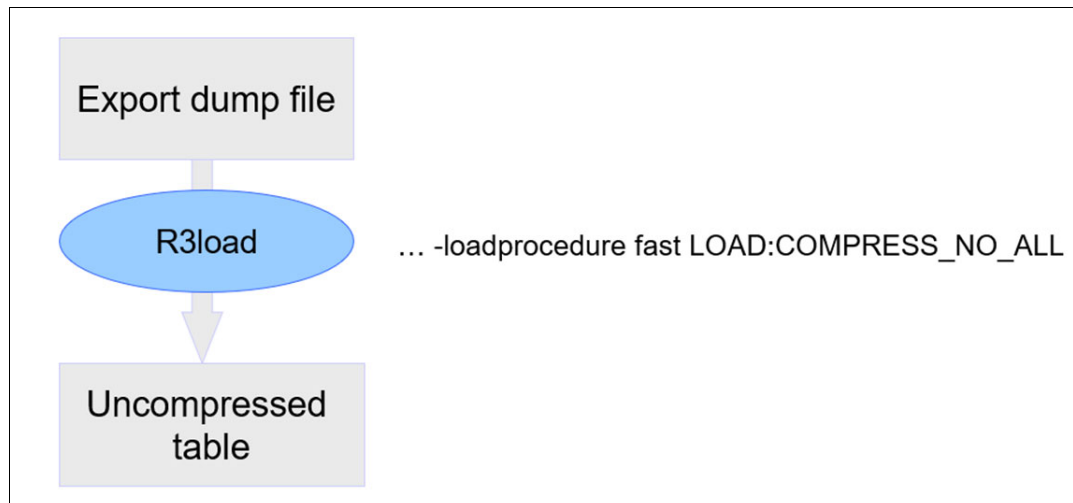 Export dump file
R3load
… -loadprocedure fast LOAD:COMPRESS_NO_ALL
Uncompressed
table